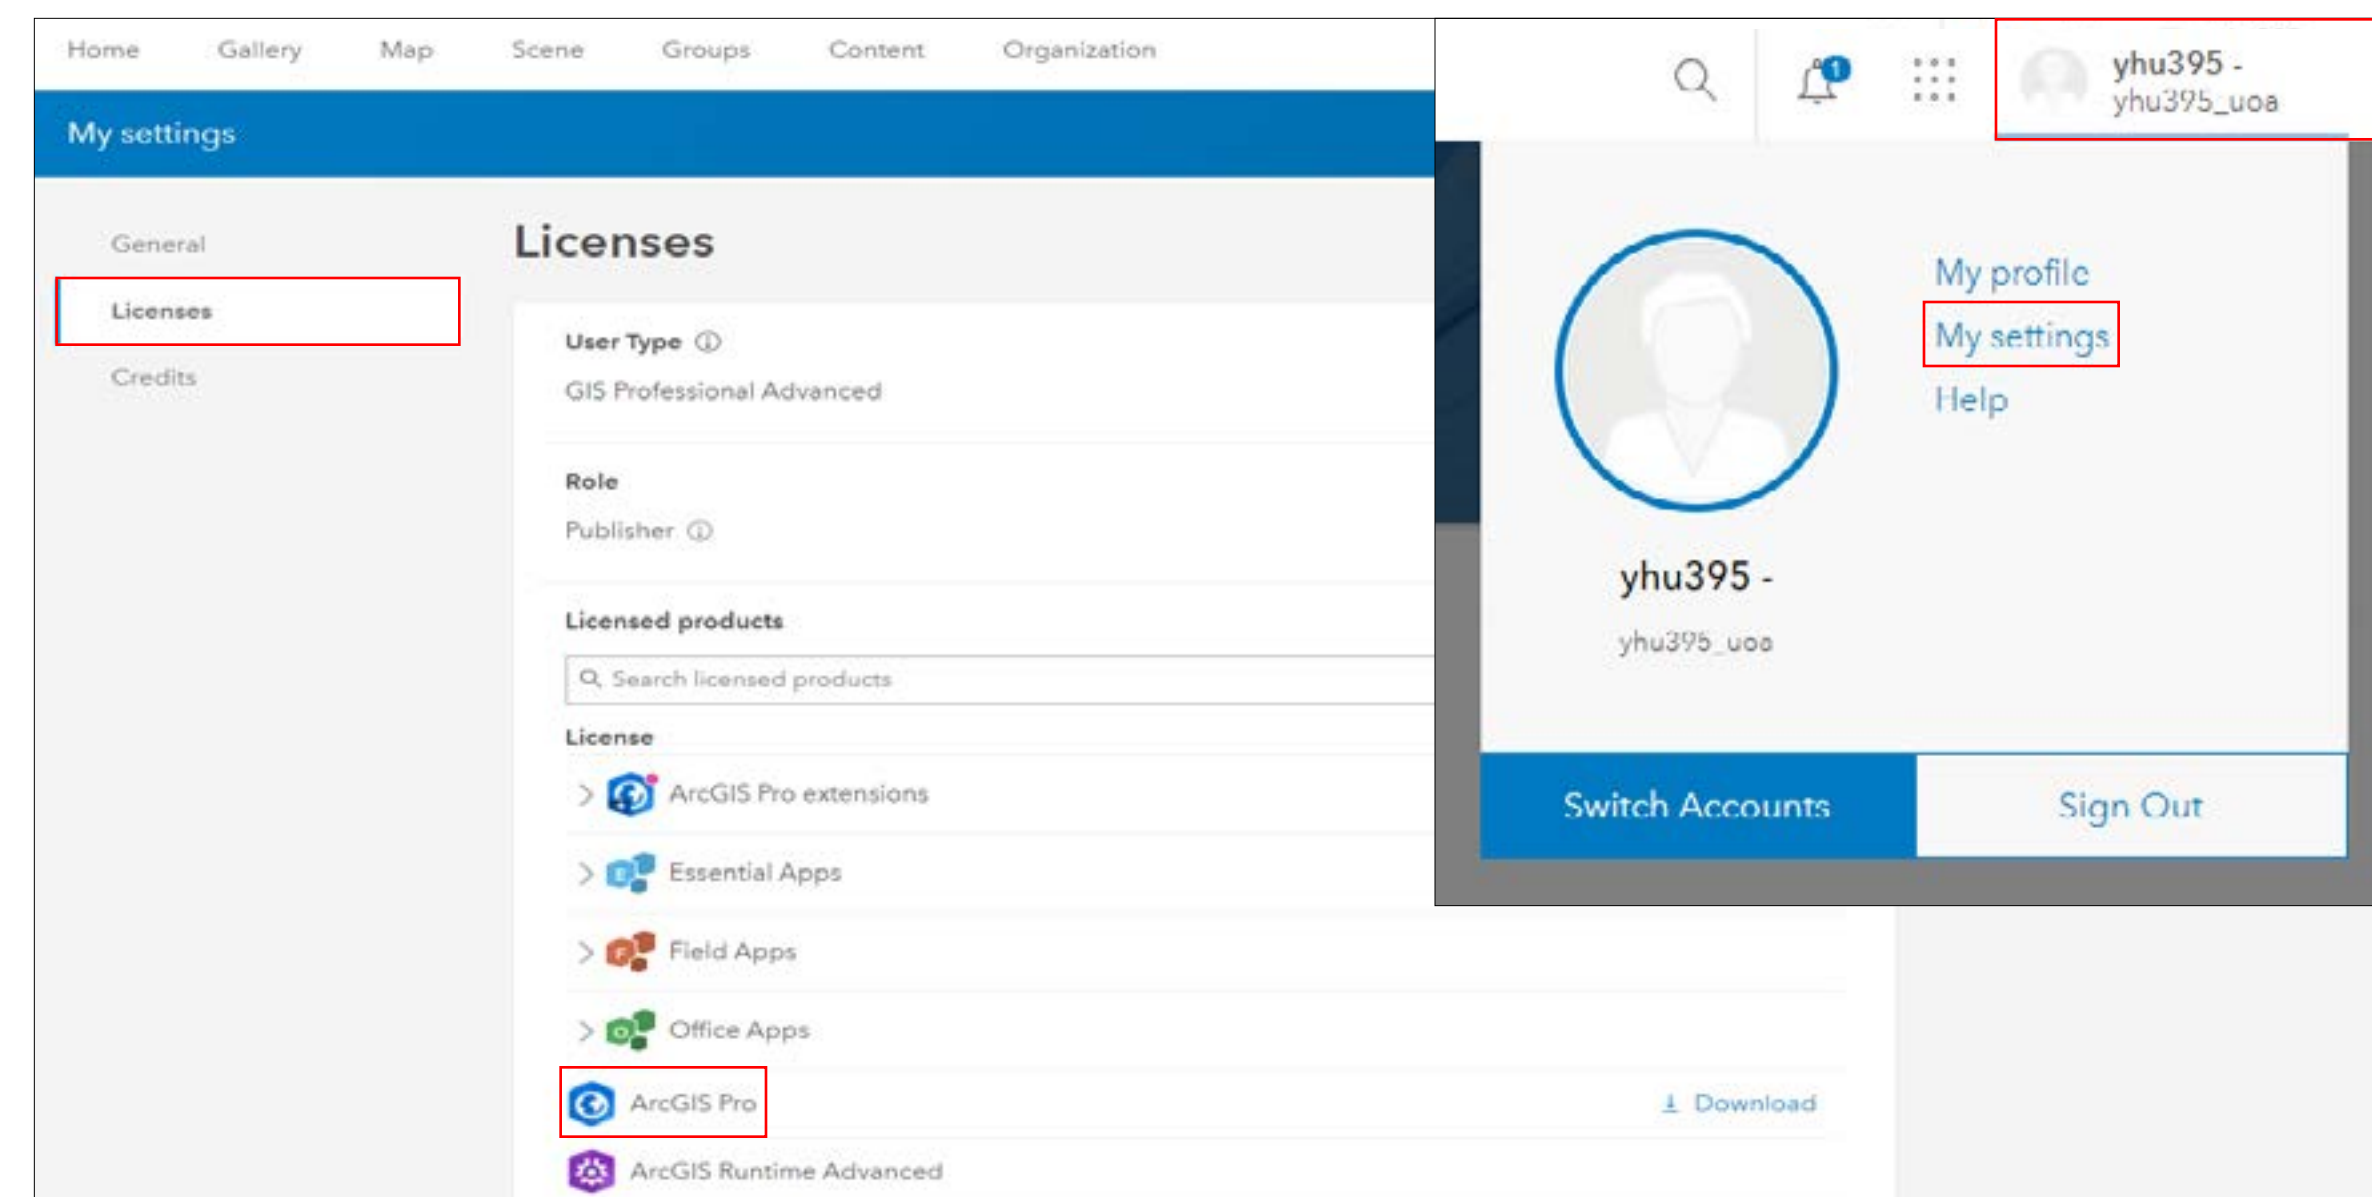 Home Gallery Map Scene Groups Content Organization
My settings
General
Licenses
Credits
Licenses
User Type
GIS Professional Advanced
Role
Publisher
Licensed products
Search licensed products
License
ArcGIS Pro extensions
E Essential Apps
F Field Apps
O Office Apps
ArcGIS Pro Download
ArcGIS Runtime Advanced
1
yhu395 -
yhu395_uoa
My profile
My settings
Help
yhu395 -
yhu395_uoa
Switch Accounts Sign Out